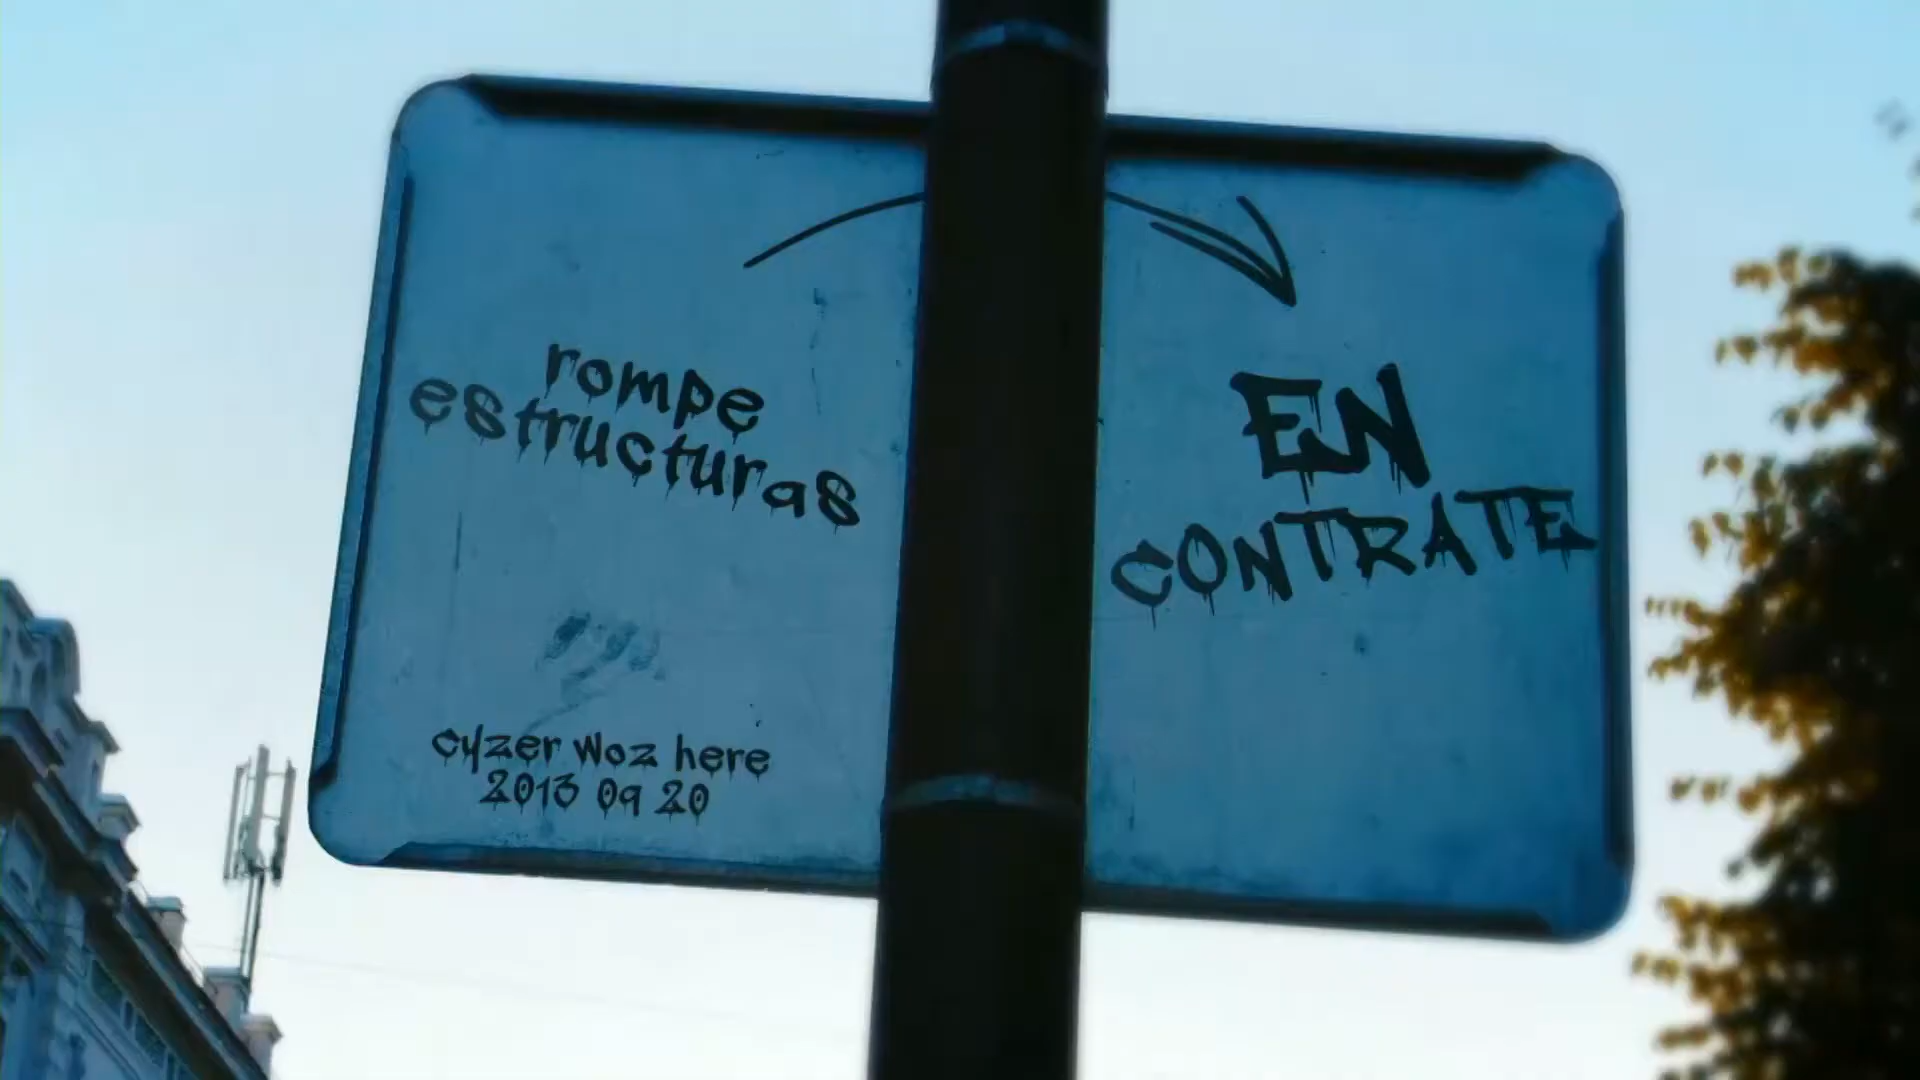 rompe
estructuras
EN
CONTRATE
cyzer woz here
2013 09 20